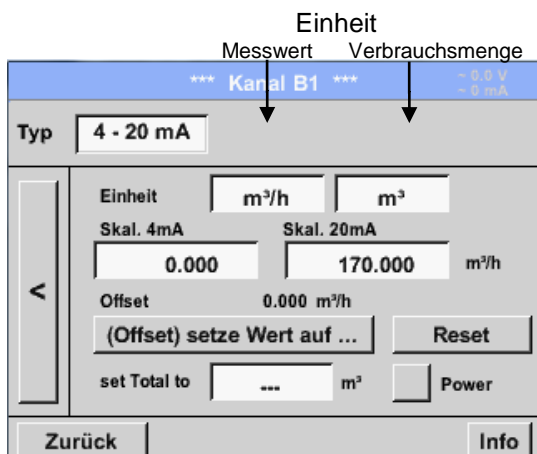 Einheit
Messwert Verbrauchsmenge
*** Kanal B1 *** ~ 0.0 V
~ 0 mA
Typ 4 - 20 mA
Einheit m³/h m³
Skal. 4mA Skal. 20mA
0.000 170.000 m³/h
<
Offset 0.000 m³/h
(Offset) setze Wert auf ... Reset
set Total to --- m³ Power
Zurück Info